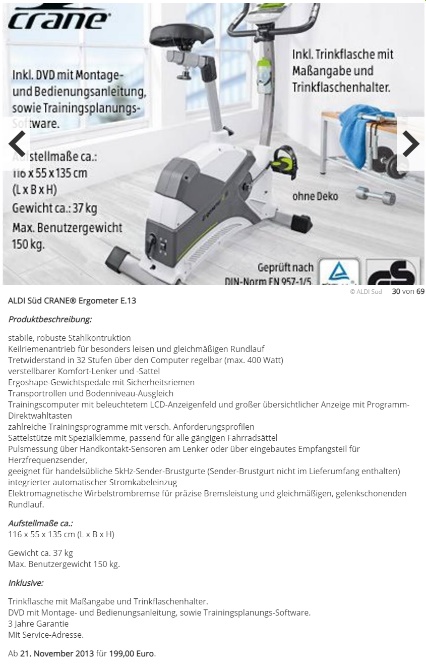 crane®
Inkl. DVD mit Montage-
und Bedienungsanleitung,
sowie Trainingsplanungs-
Inkl. Trinkflasche mit
Maßangabe und
Trinkflaschenhalter.
116 x 55 x 135 cm
(L x B x H)
Gewicht ca.: 37 kg
Max. Benutzergewicht
150 kg.
ohne Deko
Geprüft nach
DIN-Norm EN 957-1/5
© ALDI Süd 30 von 69
ALDI Süd CRANE® Ergometer E.13
Produktbeschreibung:
stabile, robuste Stahlkontruktion
Keilriemenantrieb für besonders leisen und gleichmäßigen Rundlauf
Tretwiderstand in 32 Stufen über den Computer regelbar (max. 400 Watt)
verstellbarer Komfort-Lenker und -Sattel
Ergoshape-Gewichtspedale mit Sicherheitsriemen
Transportrollen und Bodenniveau-Ausgleich
Trainingscomputer mit beleuchtetem LCD-Anzeigenfeld und großer übersichtlicher Anzeige mit Programm-
Direktwahltasten
zahlreiche Trainingsprogramme mit versch. Anforderungsprofilen
Sattelstütze mit Spezialklemme, passend für alle gängigen Fahrradsättel
Pulsmessung über Handkontakt-Sensoren am Lenker oder über eingebautes Empfangsteil für
Herzfrequenzsender,
geeignet für handelsübliche 5kHz-Sender-Brustgurte (Sender-Brustgurt nicht im Lieferumfang enthalten)
integrierter automatischer Stromkabeleinzug
Elektromagnetische Wirbelstrombremse für präzise Bremsleistung und gleichmäßigen, gelenkschonenden
Rundlauf.
Aufstellmaße ca.:
116 x 55 x 135 cm (L x B x H)
Gewicht ca. 37 kg
Max. Benutzergewicht 150 kg.
Inklusive:
Trinkflasche mit Maßangabe und Trinkflaschenhalter.
DVD mit Montage- und Bedienungsanleitung, sowie Trainingsplanungs-Software.
3 Jahre Garantie
Mit Service-Adresse.
Ab 21. November 2013 für 199,00 Euro.